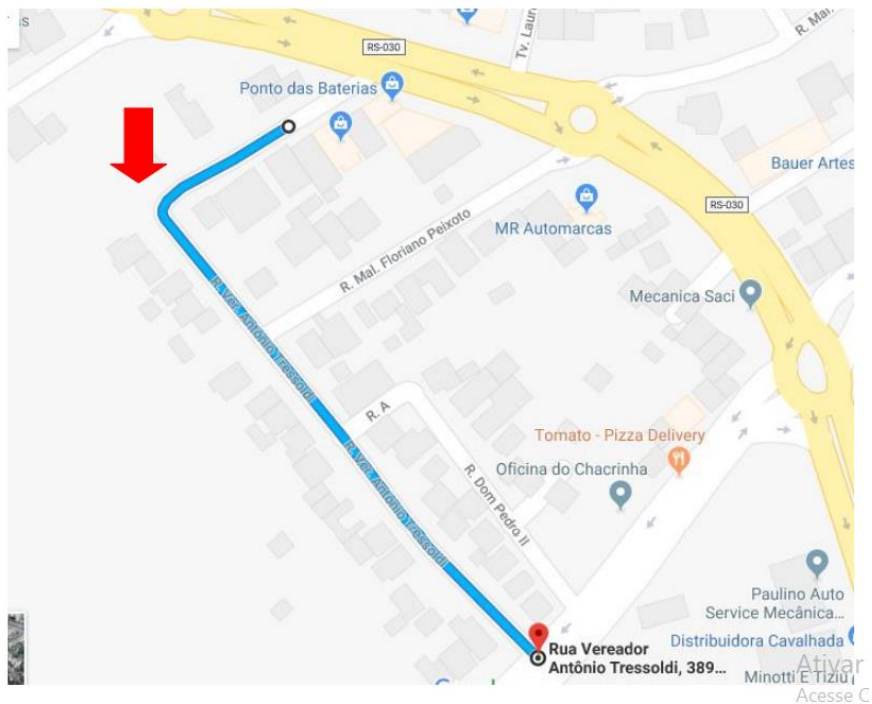 as
RS-030
Tv. Laur
R. Mal.
Ponto das Baterias
Bauer Artes
RS-030
MR Automarcas
R. Mal. Floriano Peixoto
Mecanica Saci
R. Ver. Antônio Tressoldi
R. A
Tomato - Pizza Delivery
R. Ver. Antônio Tressoldi
Oficina do Chacrinha
R. Dom Pedro II
Paulino Auto
Service Mecânica...
Rua Vereador
Antônio Tressoldi, 389...
Distribuidora Cavalhada
Minotti E Tiziu
Ativar
Acesse C